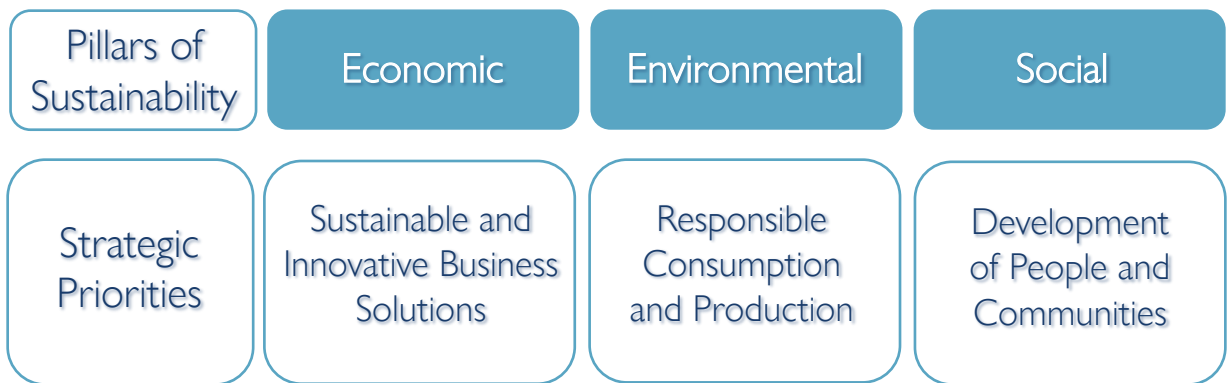 Pillars of
Sustainability
Economic
Environmental
Social
Strategic
Priorities
Sustainable and
Innovative Business
Solutions
Responsible
Consumption
and Production
Development
of People and
Communities